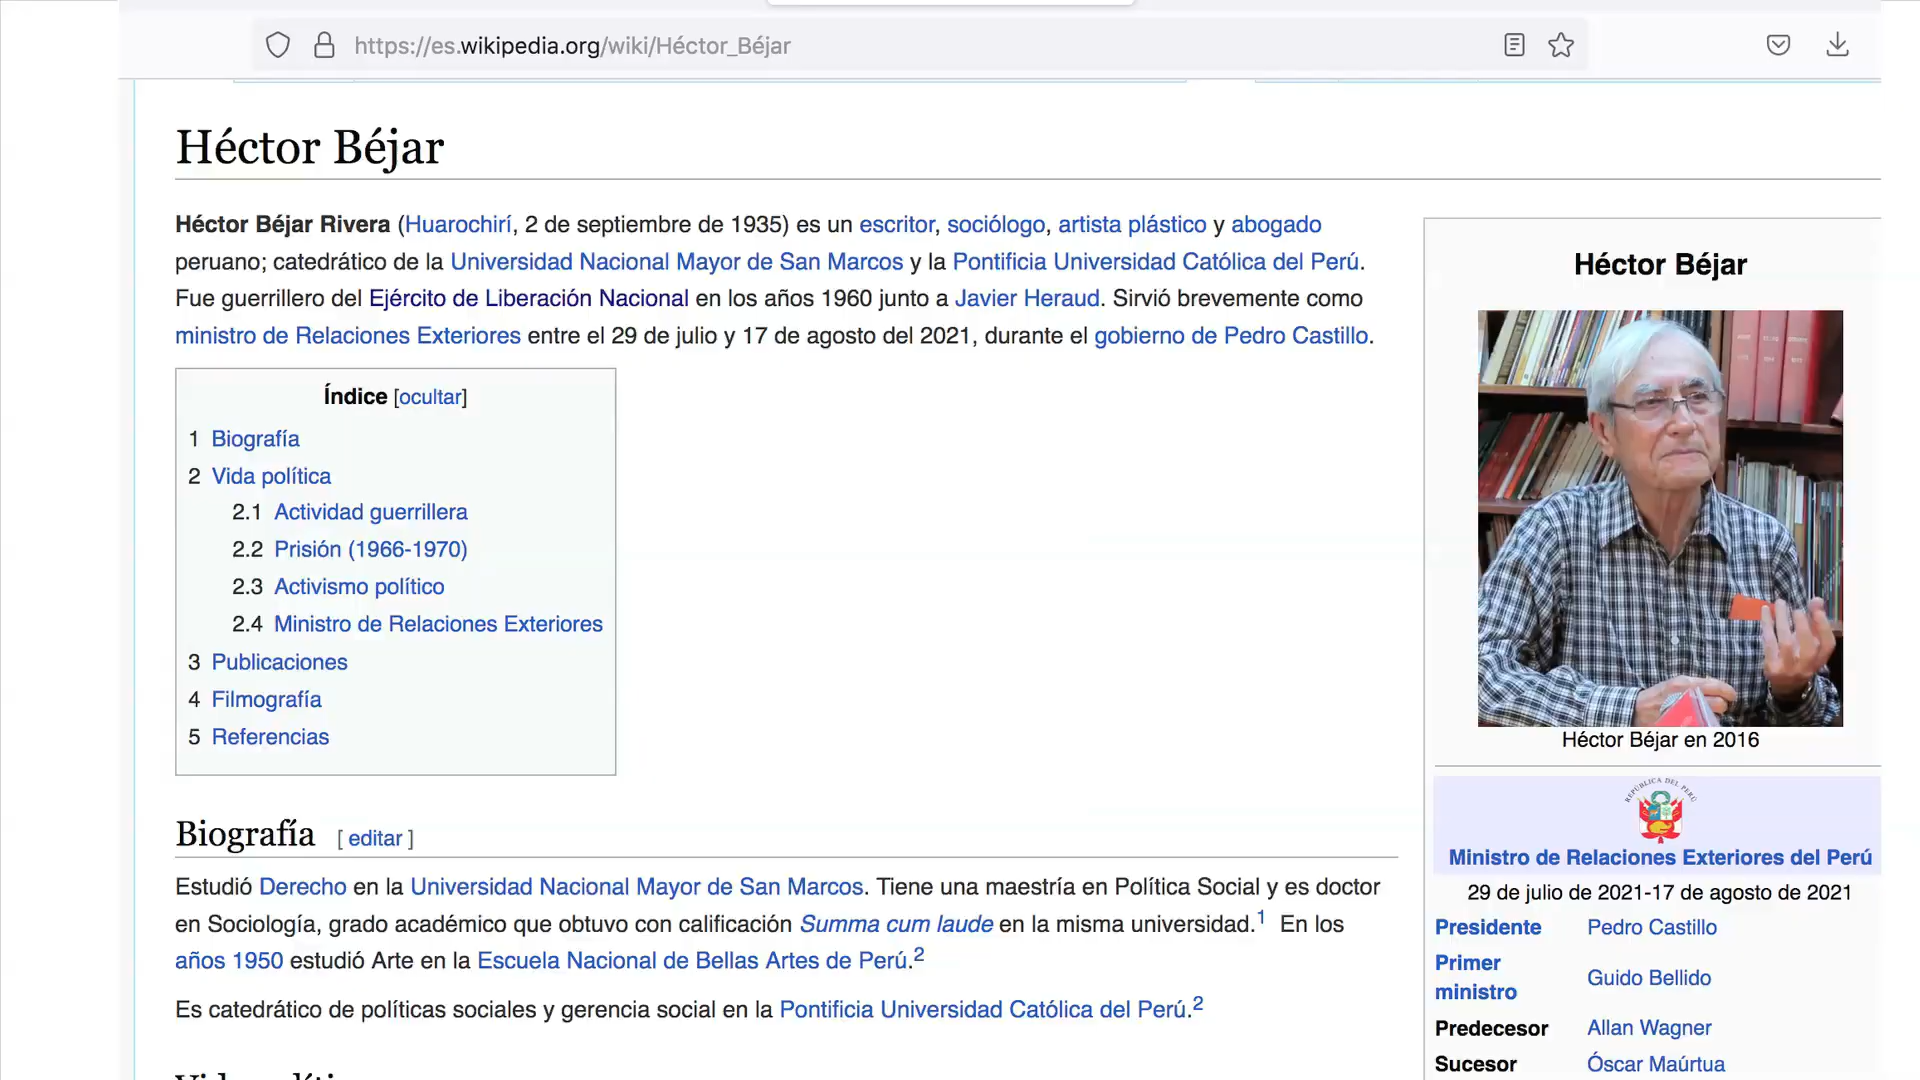 https://es.wikipedia.org/wiki/Héctor_Béjar
Héctor Béjar
Héctor Béjar Rivera (Huarochirí, 2 de septiembre de 1935) es un escritor, sociólogo, artista plástico y abogado
peruano; catedrático de la Universidad Nacional Mayor de San Marcos y la Pontificia Universidad Católica del Perú.
Fue guerrillero del Ejército de Liberación Nacional en los años 1960 junto a Javier Heraud. Sirvió brevemente como
ministro de Relaciones Exteriores entre el 29 de julio y 17 de agosto del 2021, durante el gobierno de Pedro Castillo.
Índice [ocultar]
1 Biografía
2 Vida política
2.1 Actividad guerrillera
2.2 Prisión (1966-1970)
2.3 Activismo político
2.4 Ministro de Relaciones Exteriores
3 Publicaciones
4 Filmografía
5 Referencias
Biografía [ editar ]
Estudió Derecho en la Universidad Nacional Mayor de San Marcos. Tiene una maestría en Política Social y es doctor
en Sociología, grado académico que obtuvo con calificación Summa cum laude en la misma universidad.1 En los
años 1950 estudió Arte en la Escuela Nacional de Bellas Artes de Perú.2
Es catedrático de políticas sociales y gerencia social en la Pontificia Universidad Católica del Perú.2
Héctor Béjar
Héctor Béjar en 2016
REPÚBLICA DEL PERÚ
Ministro de Relaciones Exteriores del Perú
29 de julio de 2021-17 de agosto de 2021
Presidente Pedro Castillo
Primer
ministro Guido Bellido
Predecesor Allan Wagner
Sucesor Óscar Maúrtua